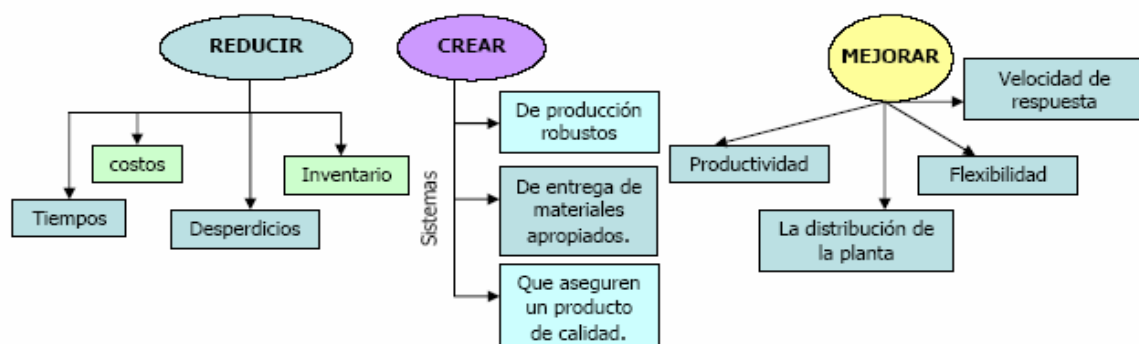 REDUCIR
costos
Inventario
Tiempos
Desperdicios
CREAR
Sistemas
De producción
robustos
De entrega de
materiales
apropiados.
Que aseguren
un producto
de calidad.
MEJORAR
Velocidad de
respuesta
Productividad
Flexibilidad
La distribución de
la planta